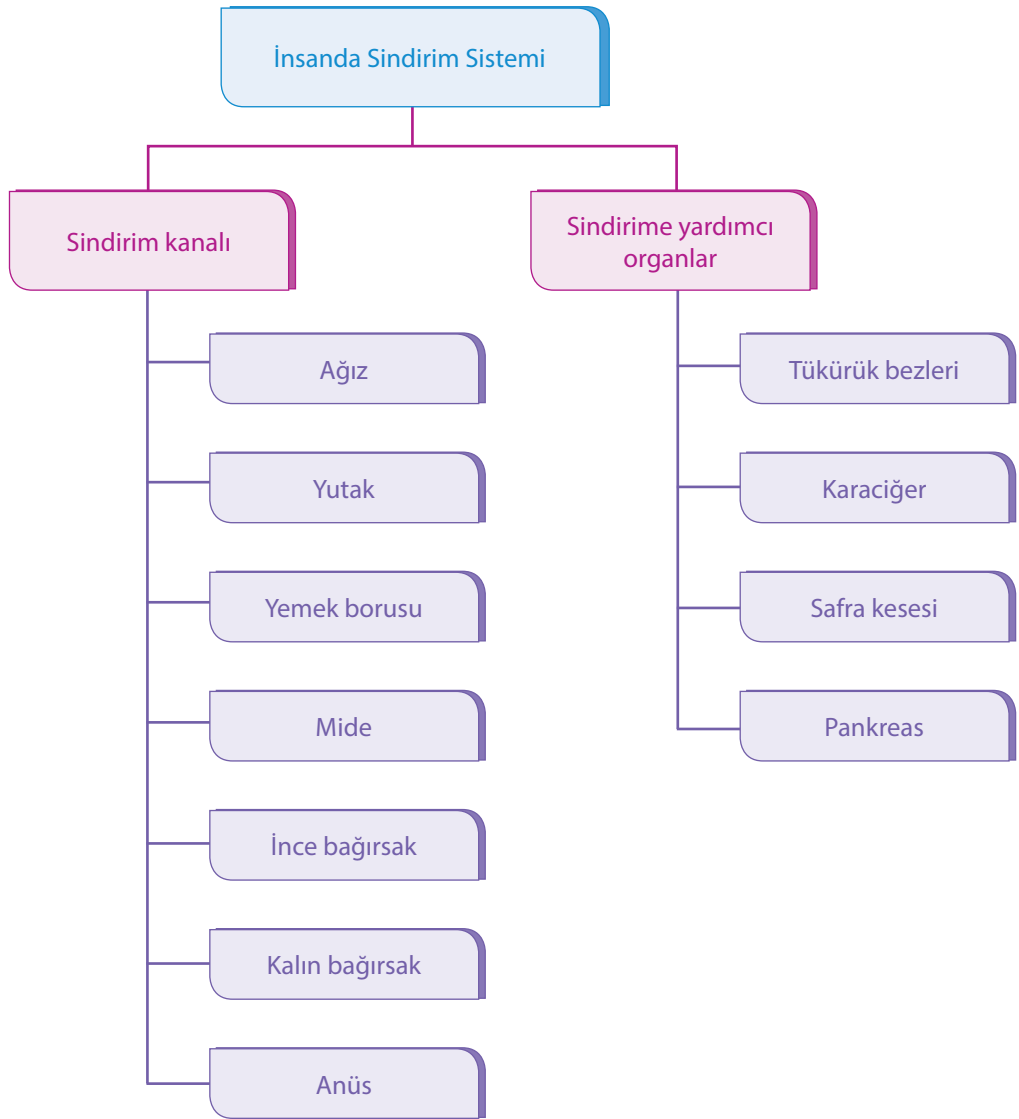 İnsanda Sindirim Sistemi
Sindirim kanalı
Ağız
Yutak
Yemek borusu
Mide
İnce bağırsak
Kalın bağırsak
Anüs
Sindirime yardımcı
organlar
Tükürük bezleri
Karaciğer
Safra kesesi
Pankreas